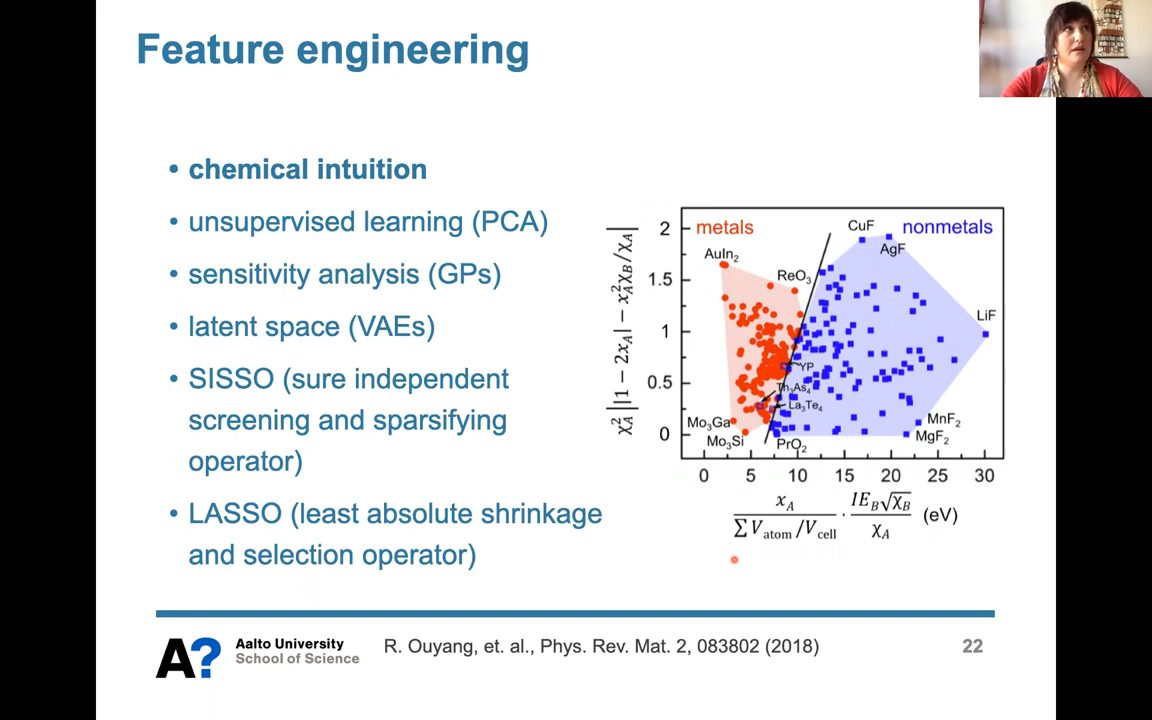 Feature engineering
• chemical intuition
• unsupervised learning (PCA)
• sensitivity analysis (GPs)
• latent space (VAEs)
• SISSO (sure independent
screening and sparsifying
operator)
• LASSO (least absolute shrinkage
and selection operator)
χ²_A ||1 − 2x_A| − x²_A χ_B/χ_A|
2
1.5
1
0.5
0
metals
nonmetals
CuF
AgF
AuIn₂
ReO₃
LiF
YP
Th₃As₄
La₃Te₄
Mo₃Ga
Mo₃Si
PrO₂
MnF₂
MgF₂
0 5 10 15 20 25 30
x_A / (∑ V_atom /V_cell) · IE_B√χ_B / χ_A (eV)
A?
Aalto University
School of Science
R. Ouyang, et. al., Phys. Rev. Mat. 2, 083802 (2018)
22